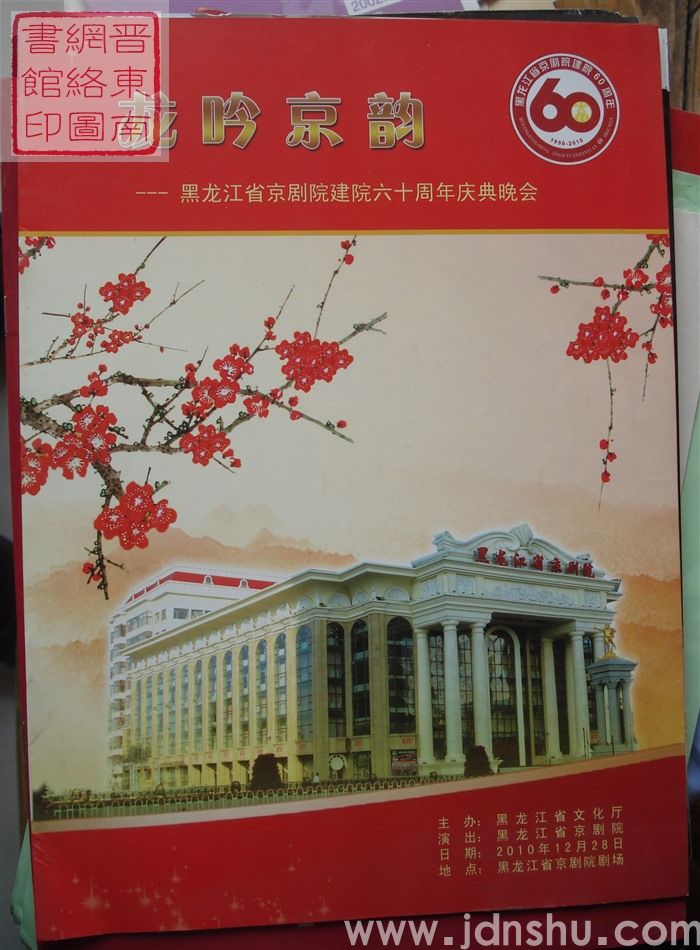 晋東南
網絡圖
書館印
龙吟京韵
--- 黑龙江省京剧院建院六十周年庆典晚会
黑龙江省京剧院建院60周年
60
1950-2010
黑龙江省京剧院
主办：黑龙江省文化厅
演出：黑龙江省京剧院
日期：2010年12月28日
地点：黑龙江省京剧院剧场
www.jdnshu.com